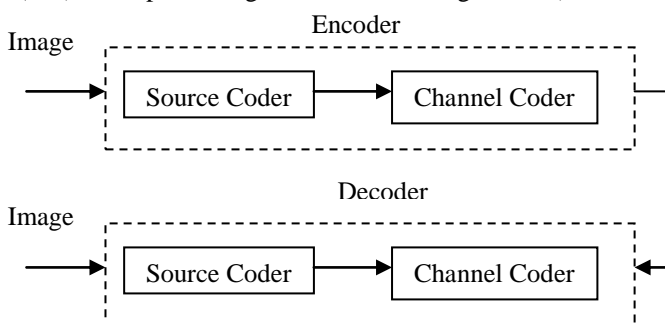 Encoder
Image
Source Coder
Channel Coder
Decoder
Image
Source Coder
Channel Coder